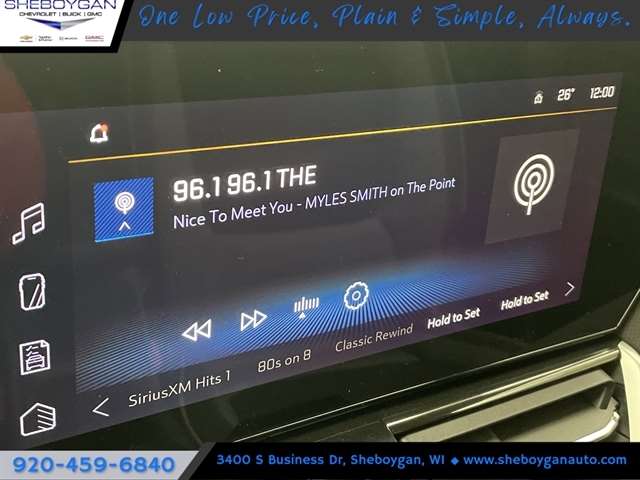 SHEBOYGAN
CHEVROLET | BUICK | GMC
One Low Price, Plain & Simple, Always.
26° 12:00
96.1 96.1 THE
Nice To Meet You - MYLES SMITH on The Point
SiriusXM Hits 1 80s on 8 Classic Rewind Hold to Set Hold to Set
920-459-6840 3400 S Business Dr, Sheboygan, WI ◆ www.sheboyganauto.com